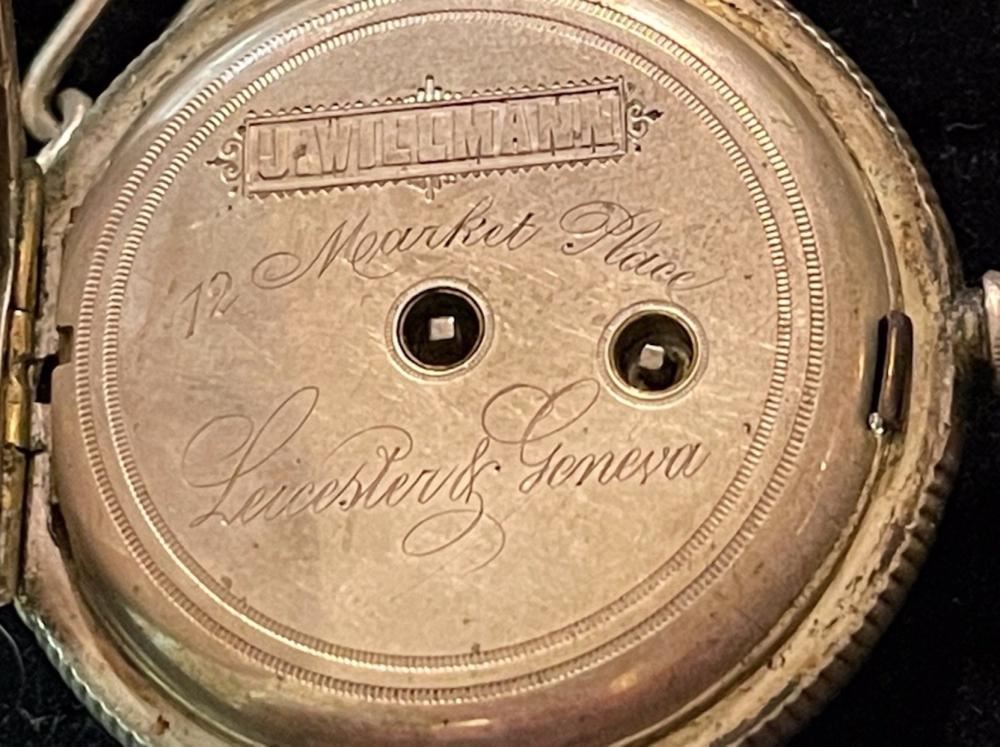 J. WILLMANN
12 Market Place
Leicester & Geneva